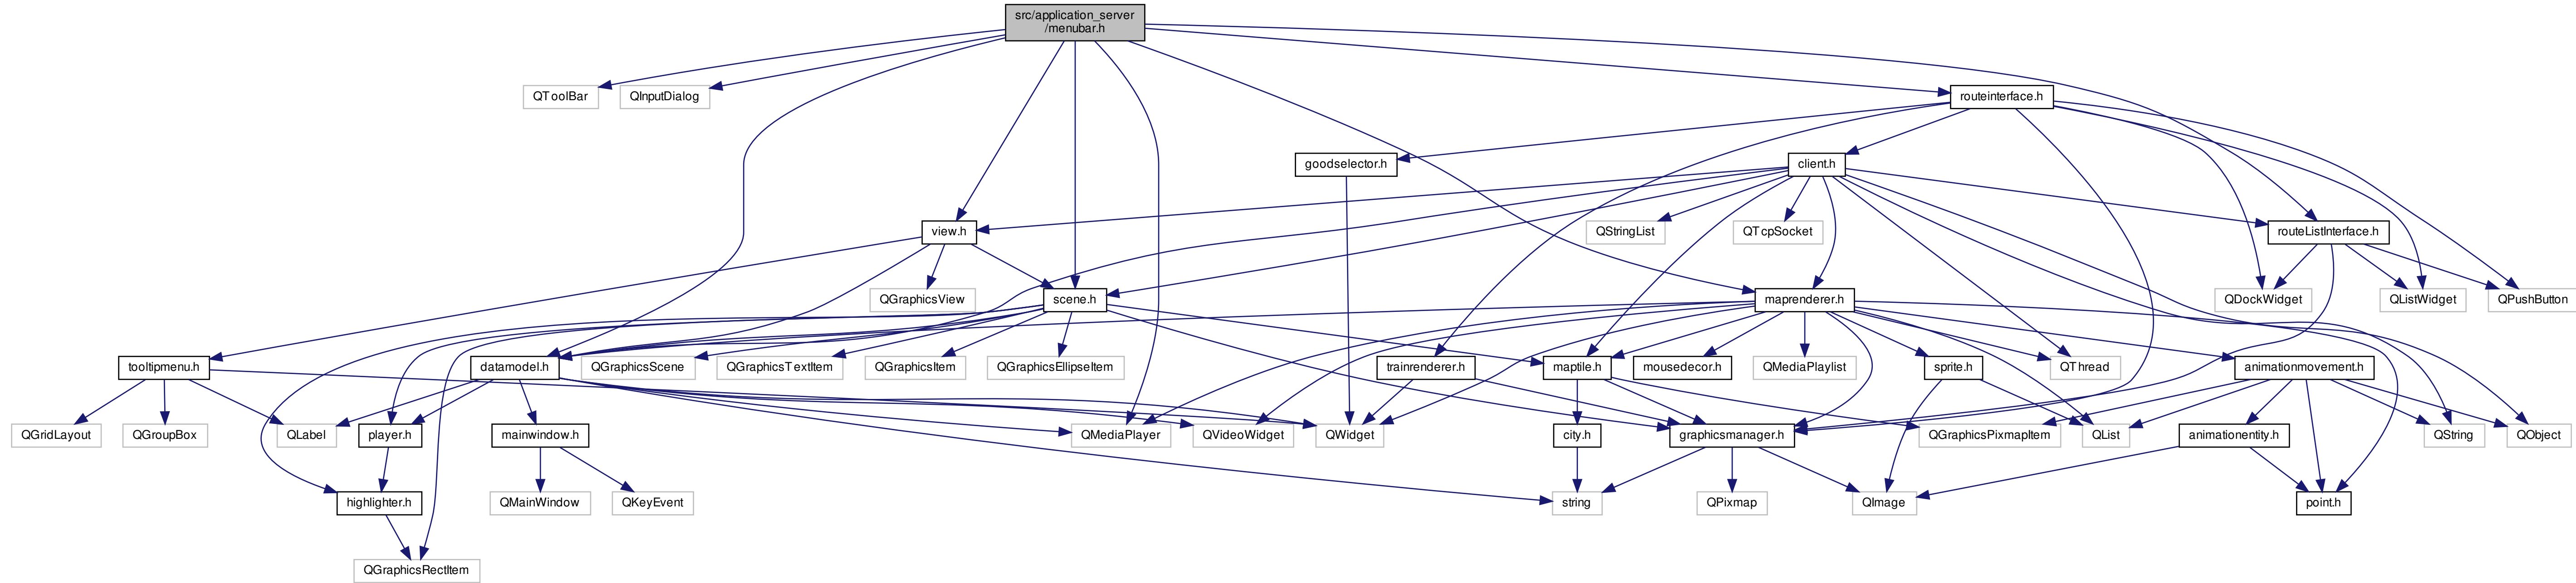 src/application_server
/menubar.h
QToolBar
QInputDialog
routeinterface.h
goodselector.h
client.h
view.h
QStringList
QTcpSocket
routeListInterface.h
QGraphicsView
scene.h
maprenderer.h
QDockWidget
QListWidget
QPushButton
tooltipmenu.h
datamodel.h
QGraphicsScene
QGraphicsTextItem
QGraphicsItem
QGraphicsEllipseItem
trainrenderer.h
maptile.h
mousedecor.h
QMediaPlaylist
sprite.h
QThread
animationmovement.h
QGridLayout
QGroupBox
QLabel
player.h
mainwindow.h
QMediaPlayer
QVideoWidget
QWidget
city.h
graphicsmanager.h
QGraphicsPixmapItem
QList
animationentity.h
QString
QObject
highlighter.h
QMainWindow
QKeyEvent
string
QPixmap
QImage
point.h
QGraphicsRectItem